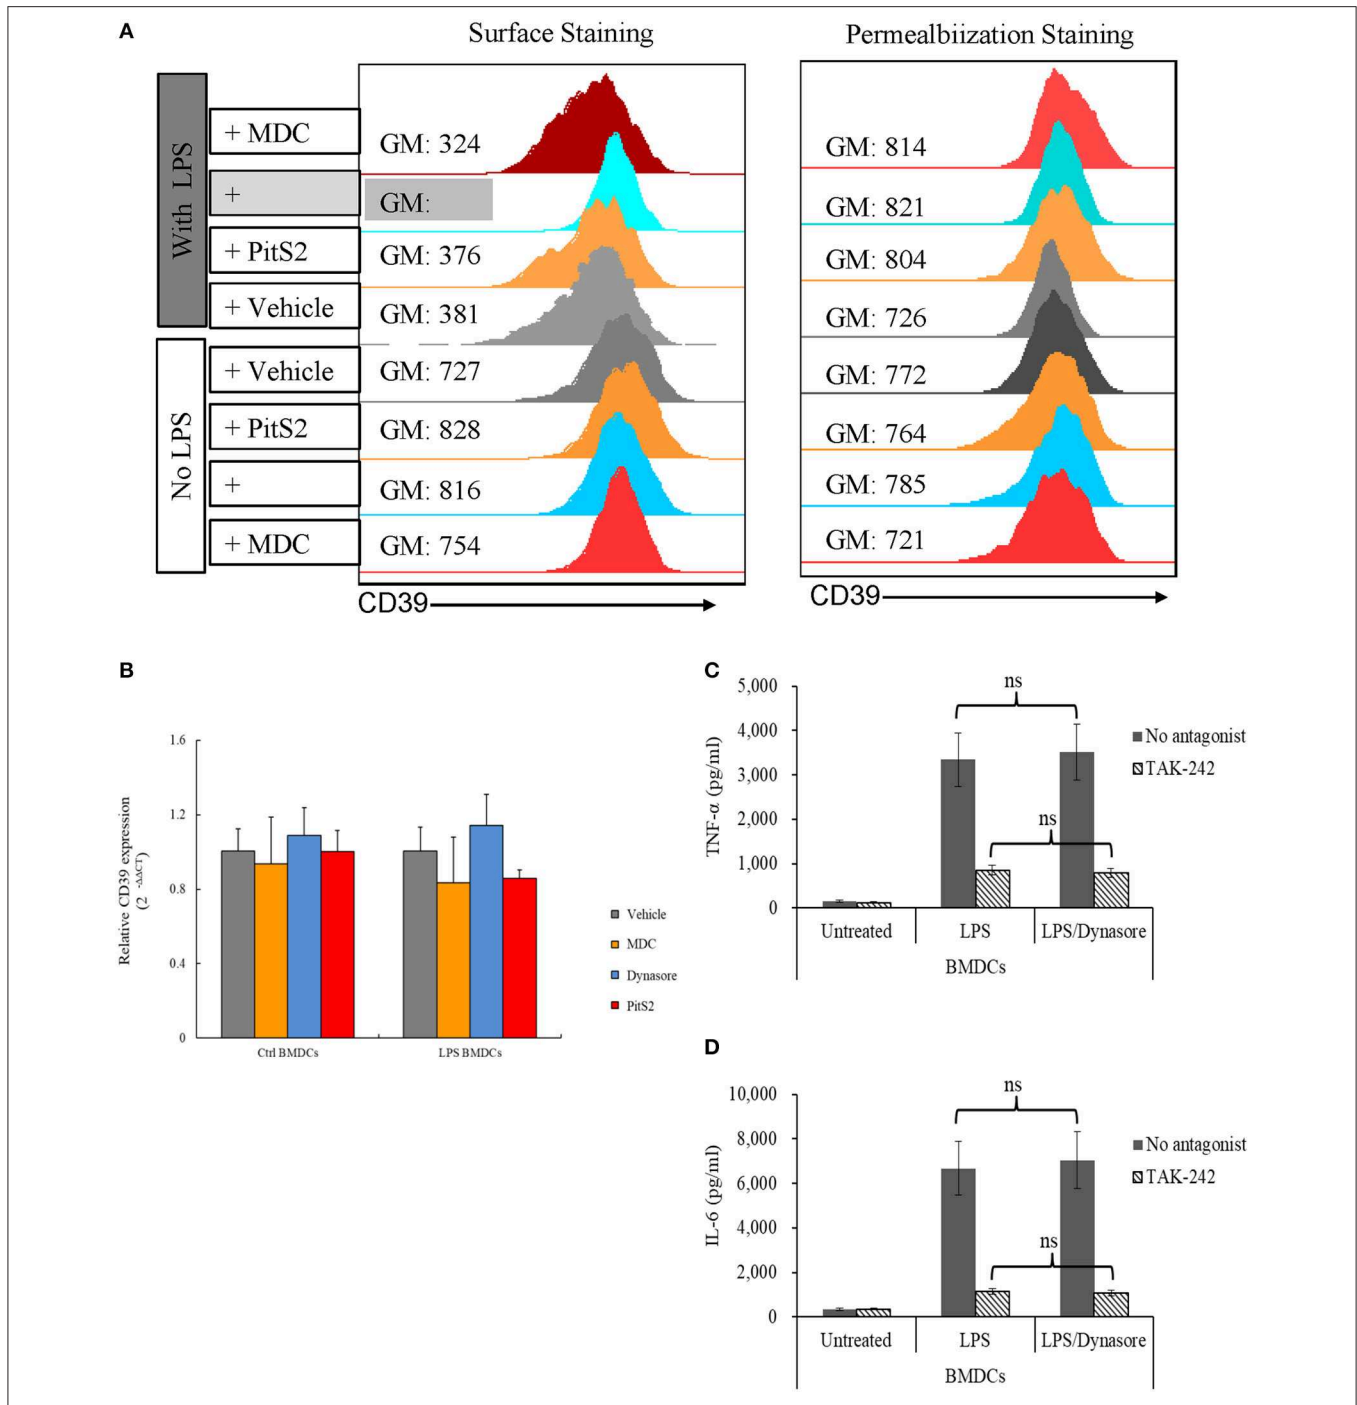 A
Surface Staining
Permealbiization Staining
With LPS
+ MDC
GM: 324
GM: 814
+
GM:
GM: 821
+ PitS2
GM: 376
GM: 804
+ Vehicle
GM: 381
GM: 726
No LPS
+ Vehicle
GM: 727
GM: 772
+ PitS2
GM: 828
GM: 764
+
GM: 816
GM: 785
+ MDC
GM: 754
GM: 721
CD39
CD39
B
Relative CD39 expression
(2 -ΔΔCT)
1.6
1.2
0.8
0.4
0
Ctrl BMDCs
LPS BMDCs
Vehicle
MDC
Dynasore
PitS2
C
TNF-α (pg/ml)
5,000
4,000
3,000
2,000
1,000
0
ns
ns
No antagonist
TAK-242
Untreated
LPS
LPS/Dynasore
BMDCs
D
IL-6 (pg/ml)
10,000
8,000
6,000
4,000
2,000
0
ns
ns
No antagonist
TAK-242
Untreated
LPS
LPS/Dynasore
BMDCs